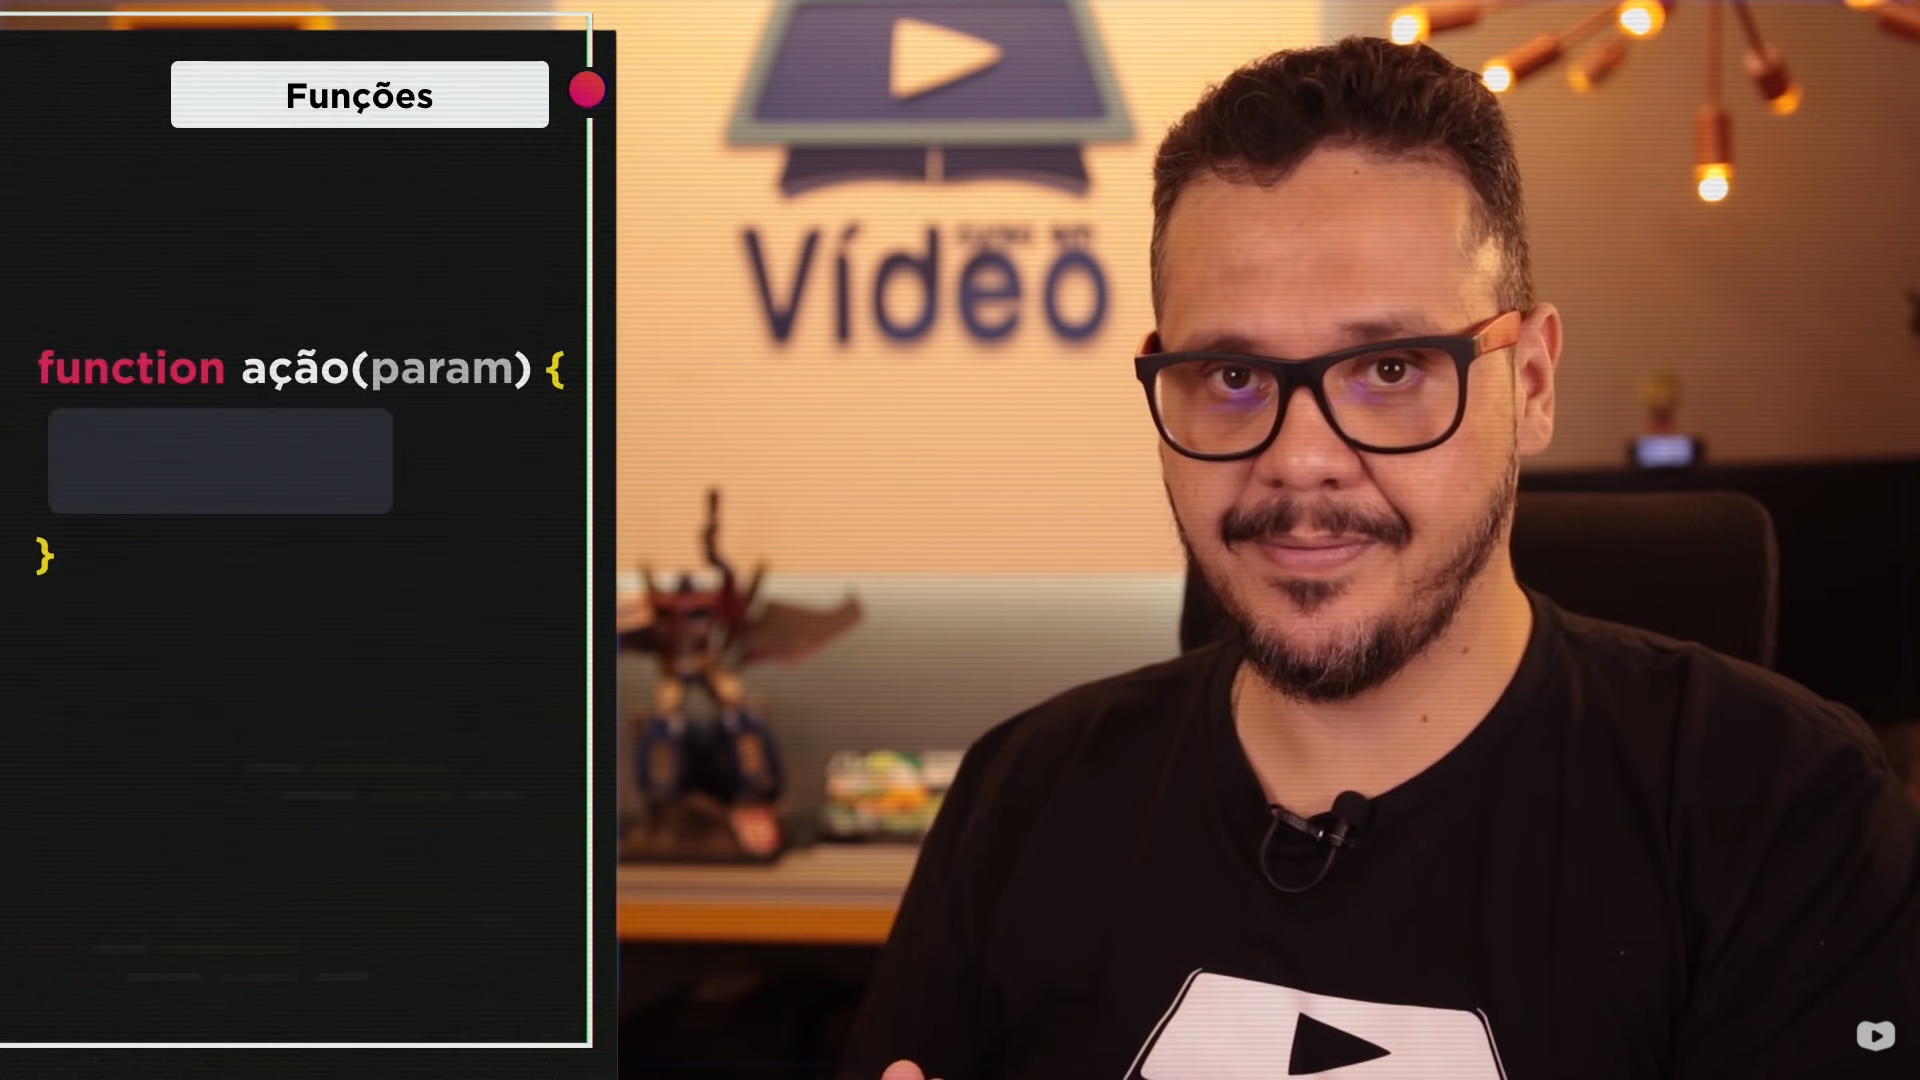 Funções
function ação(param) {
}
Vídeo